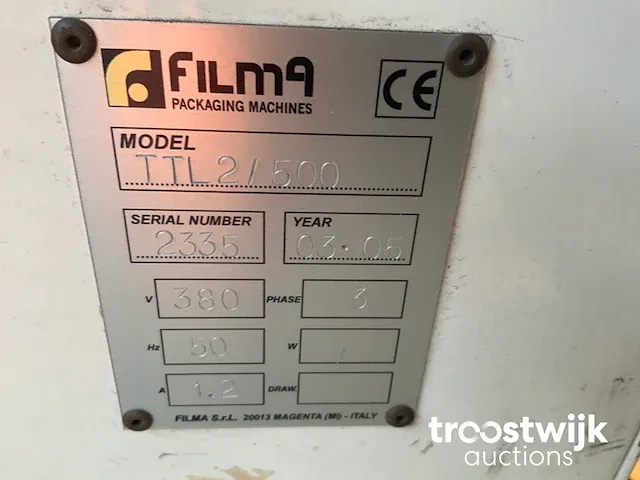 FILMA
PACKAGING MACHINES
CE
MODEL
TTL2/500
SERIAL NUMBER
2335
YEAR
03-05
V 380 PHASE 3
Hz 50 W /
A 1.2 DRAW.
FILMA S.r.L. 20013 MAGENTA (MI) - ITALY
troostwijk
auctions